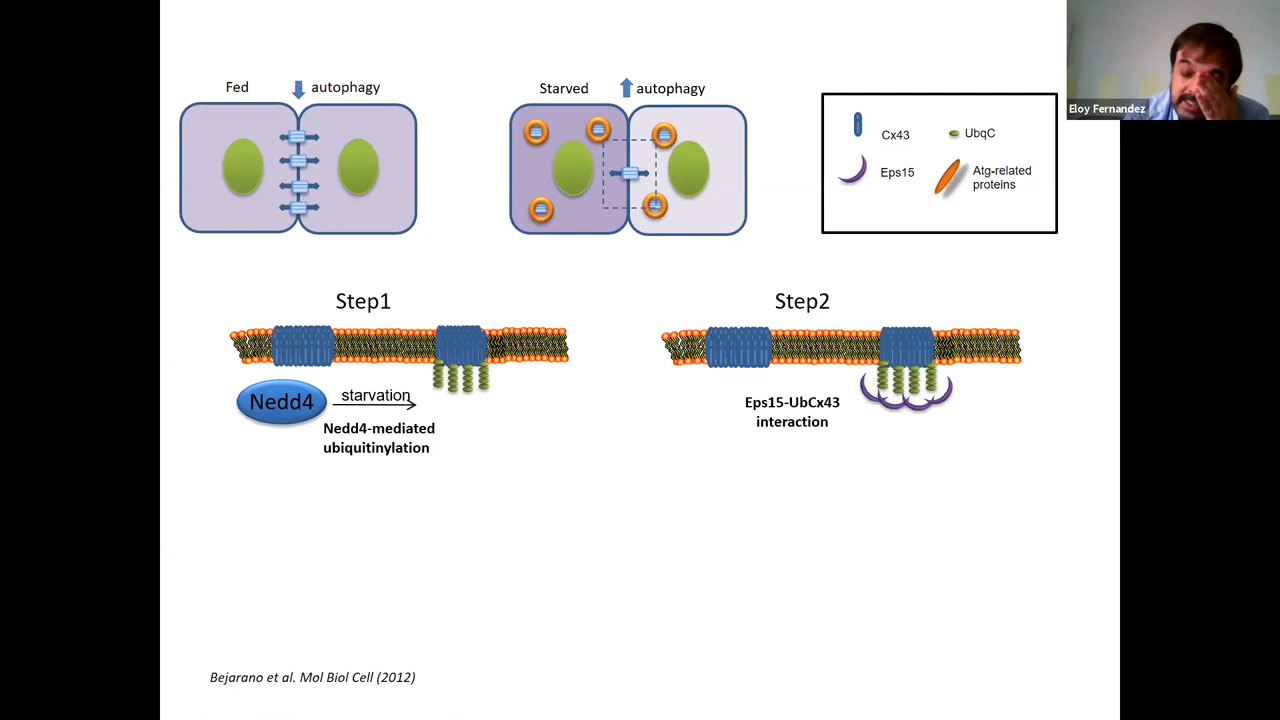 Fed
autophagy
Starved
autophagy
Cx43
UbqC
Eps15
Atg-related
proteins
Eloy Fernandez
Step1
Step2
Nedd4
starvation
Nedd4-mediated
ubiquitinylation
Eps15-UbCx43
interaction
Bejarano et al. Mol Biol Cell (2012)